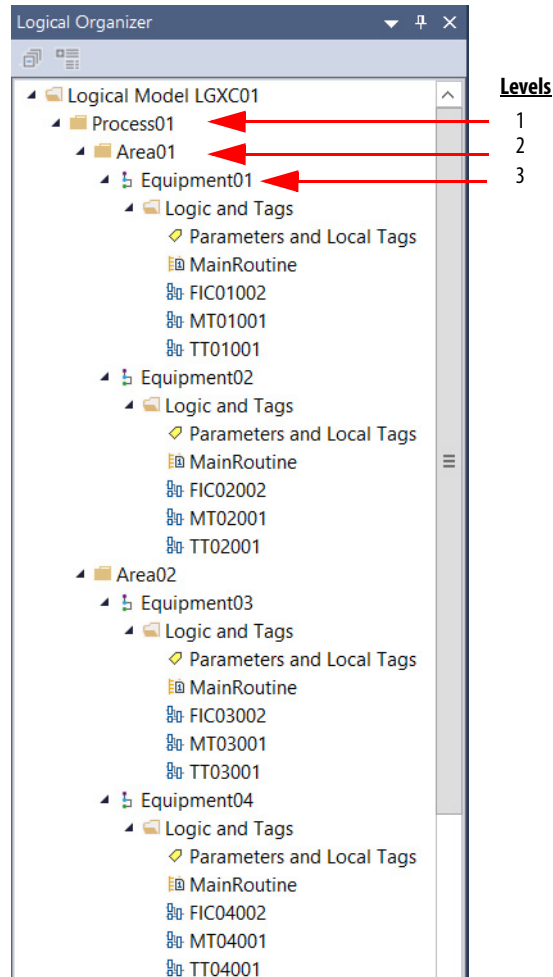 Logical Organizer
Levels
Logical Model LGXC01
Process01 1
Area01 2
Equipment01 3
Logic and Tags
Parameters and Local Tags
MainRoutine
FIC01002
MT01001
TT01001
Equipment02
Logic and Tags
Parameters and Local Tags
MainRoutine
FIC02002
MT02001
TT02001
Area02
Equipment03
Logic and Tags
Parameters and Local Tags
MainRoutine
FIC03002
MT03001
TT03001
Equipment04
Logic and Tags
Parameters and Local Tags
MainRoutine
FIC04002
MT04001
TT04001